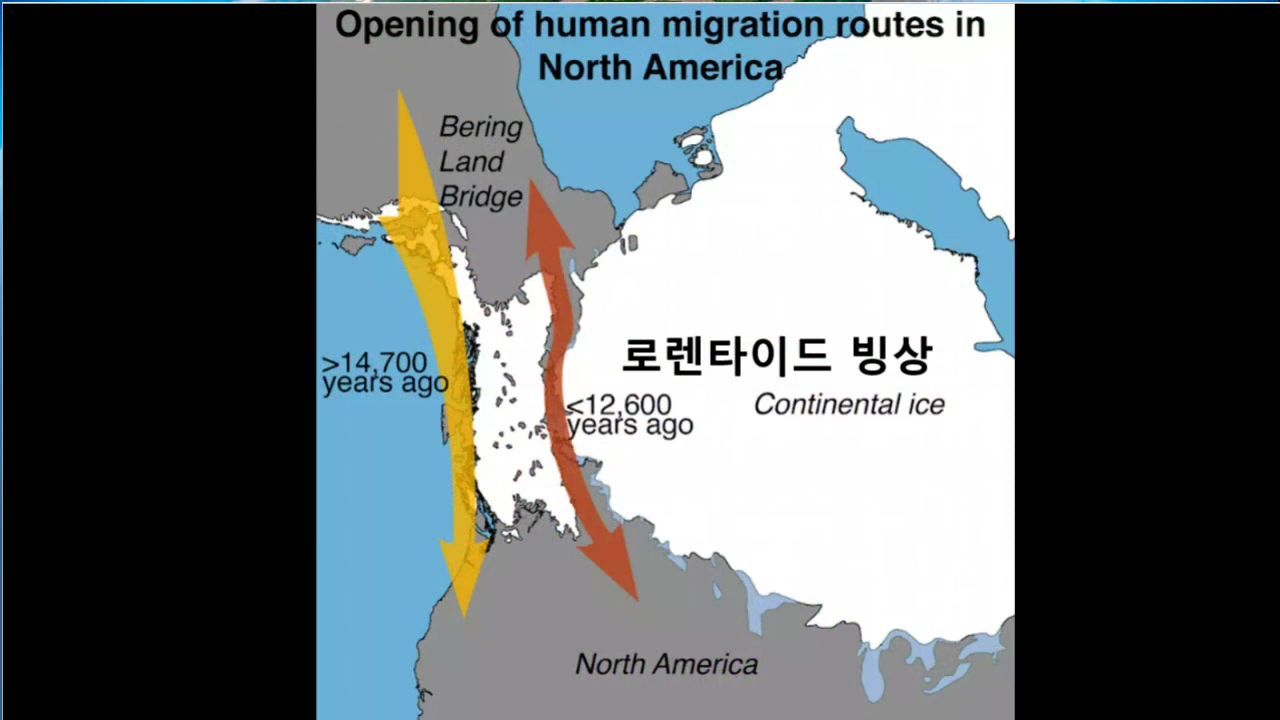 Opening of human migration routes in
North America
Bering
Land
Bridge
>14,700
years ago
로렌타이드 빙상
Continental ice
<12,600
years ago
North America